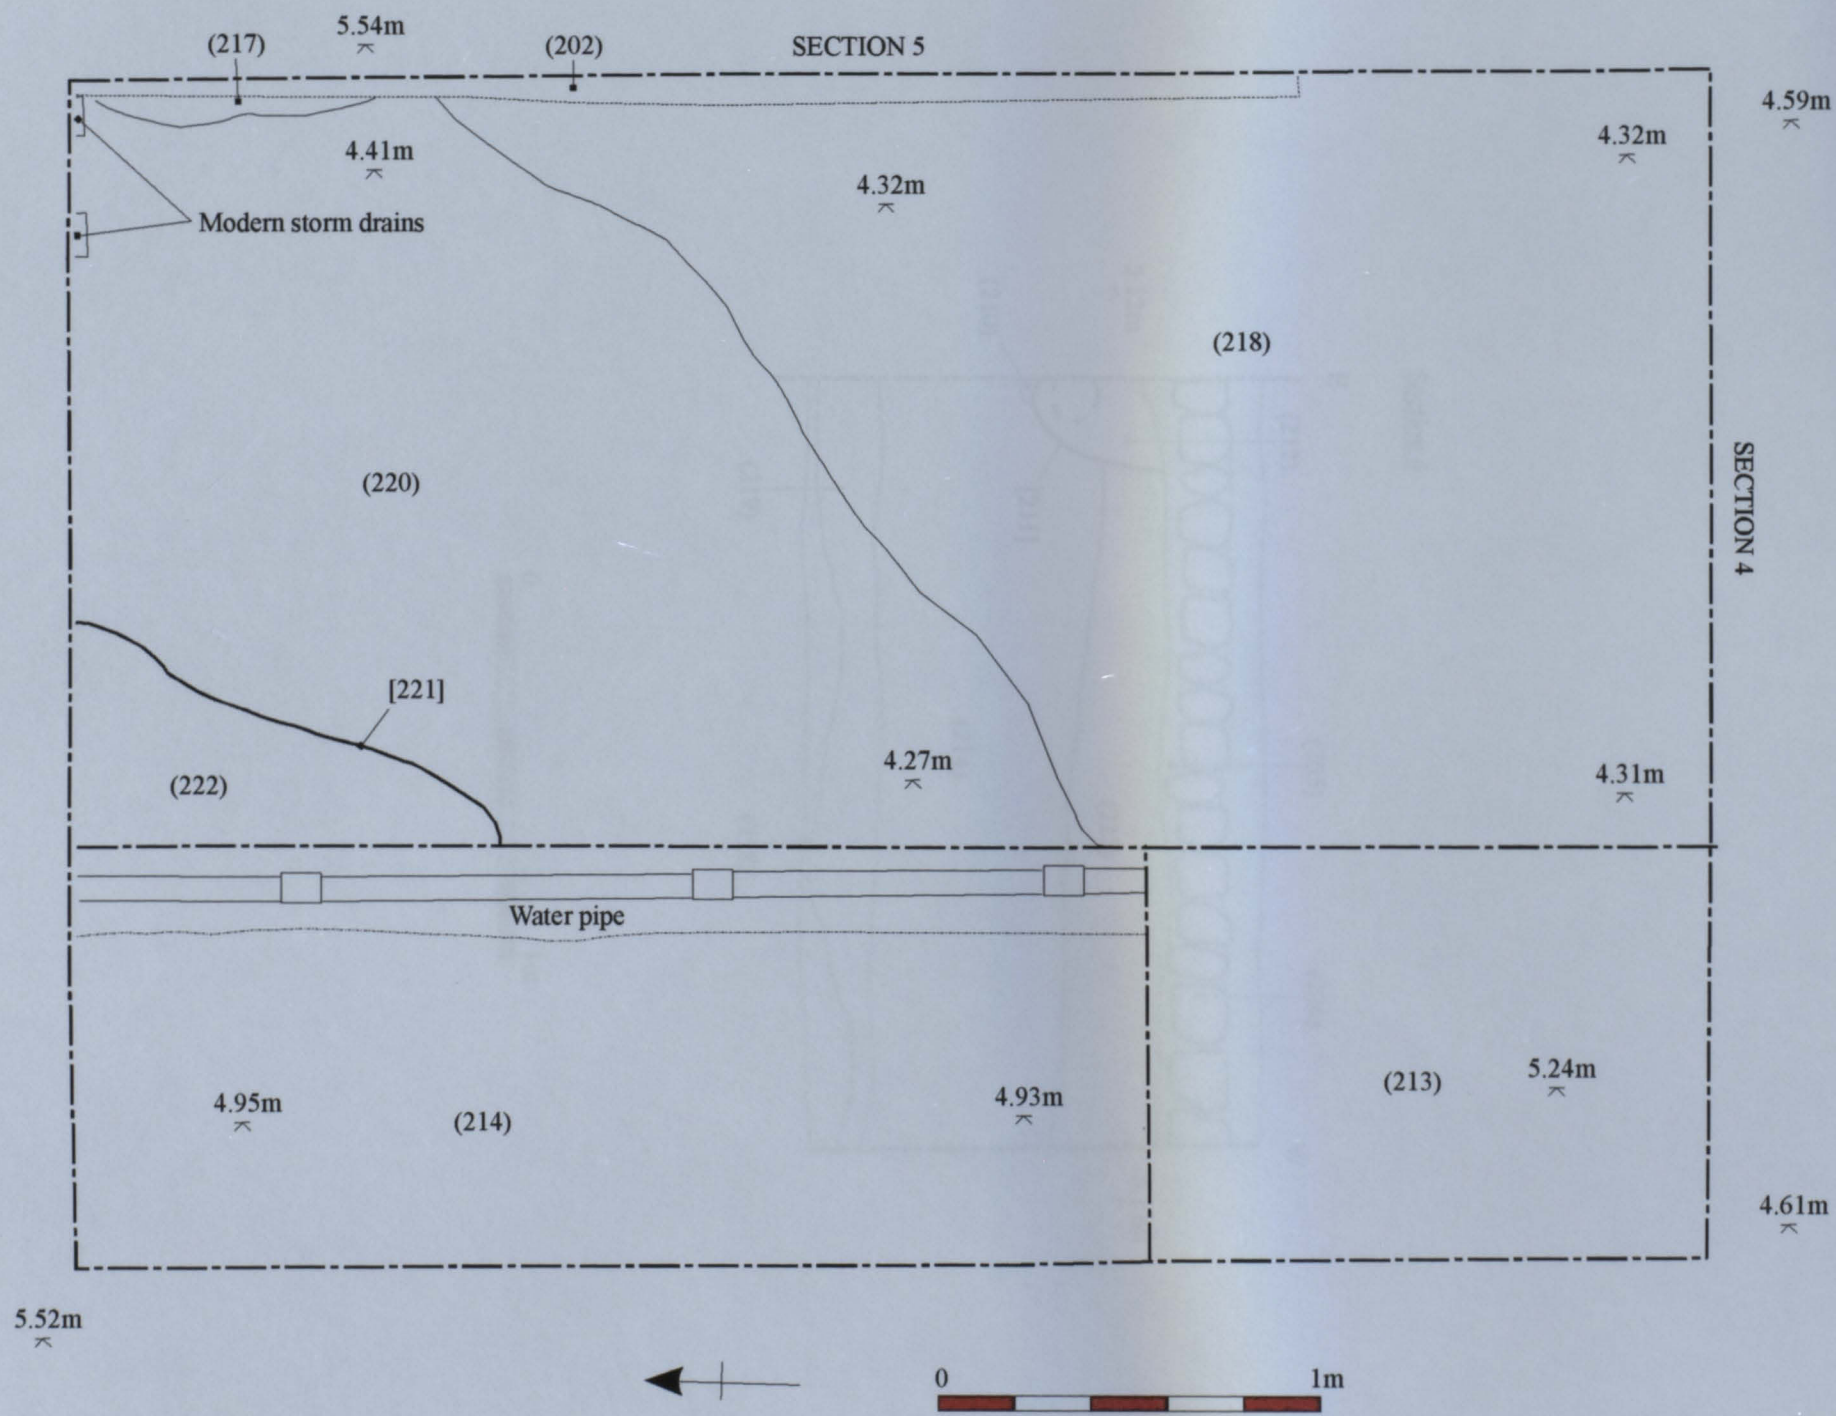 5.54m
(217)
(202)
SECTION 5
4.59m
4.32m
4.41m
4.32m
Modern storm drains
(218)
(220)
SECTION 4
[221]
4.27m
4.31m
(222)
Water pipe
5.24m
(213)
4.95m
4.93m
(214)
4.61m
5.52m
0 1m